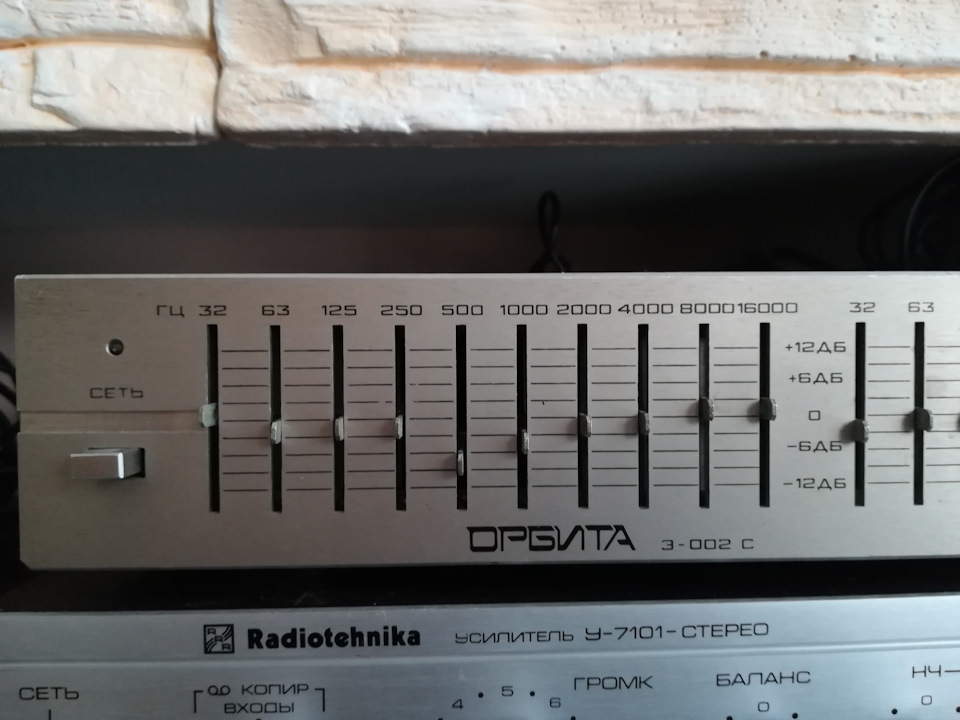 ГЦ 32 63 125 250 500 1000 2000 4000 8000 16000 32 63
+12ДБ
+6ДБ
СЕТЬ
0
-6ДБ
-12ДБ
ОРБИТА Э-002 С
Radiotehnika УСИЛИТЕЛЬ У-7101-СТЕРЕО
СЕТЬ КОПИР 4 5 6 ГРОМК БАЛАНС НЧ
ВХОДЫ 0 0